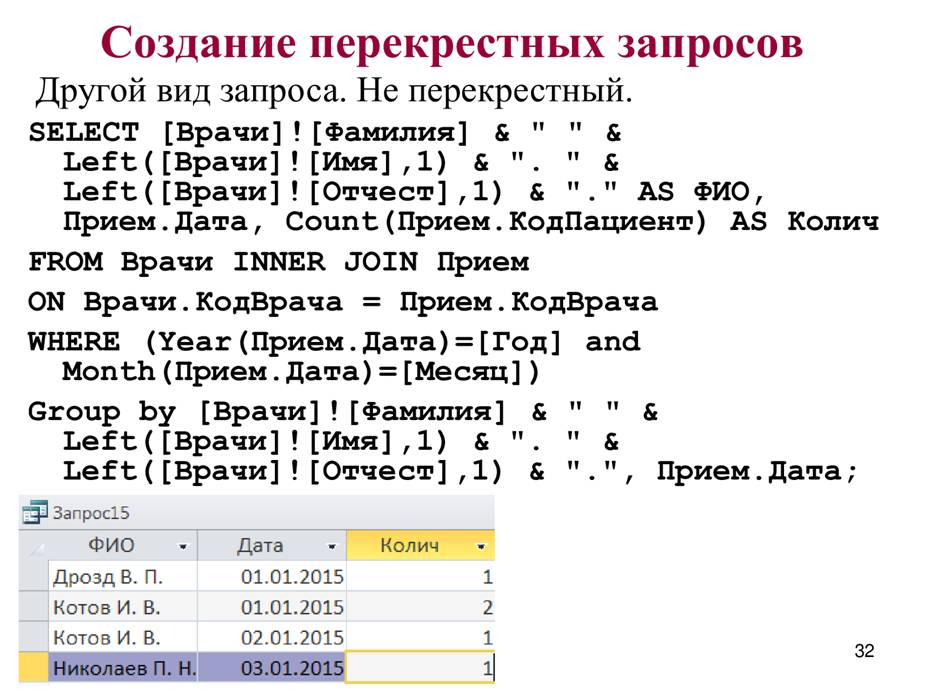 Создание перекрестных запросов
Другой вид запроса. Не перекрестный.
SELECT [Врачи]![Фамилия] & " " &
Left([Врачи]![Имя],1) & ". " &
Left([Врачи]![Отчест],1) & "." AS ФИО,
Прием.Дата, Count(Прием.КодПациент) AS Колич
FROM Врачи INNER JOIN Прием
ON Врачи.КодВрача = Прием.КодВрача
WHERE (Year(Прием.Дата)=[Год] and
Month(Прием.Дата)=[Месяц])
Group by [Врачи]![Фамилия] & " " &
Left([Врачи]![Имя],1) & ". " &
Left([Врачи]![Отчест],1) & ".", Прием.Дата;
Запрос15
ФИО Дата Колич
Дрозд В. П. 01.01.2015 1
Котов И. В. 01.01.2015 2
Котов И. В. 02.01.2015 1
Николаев П. Н. 03.01.2015 1
32